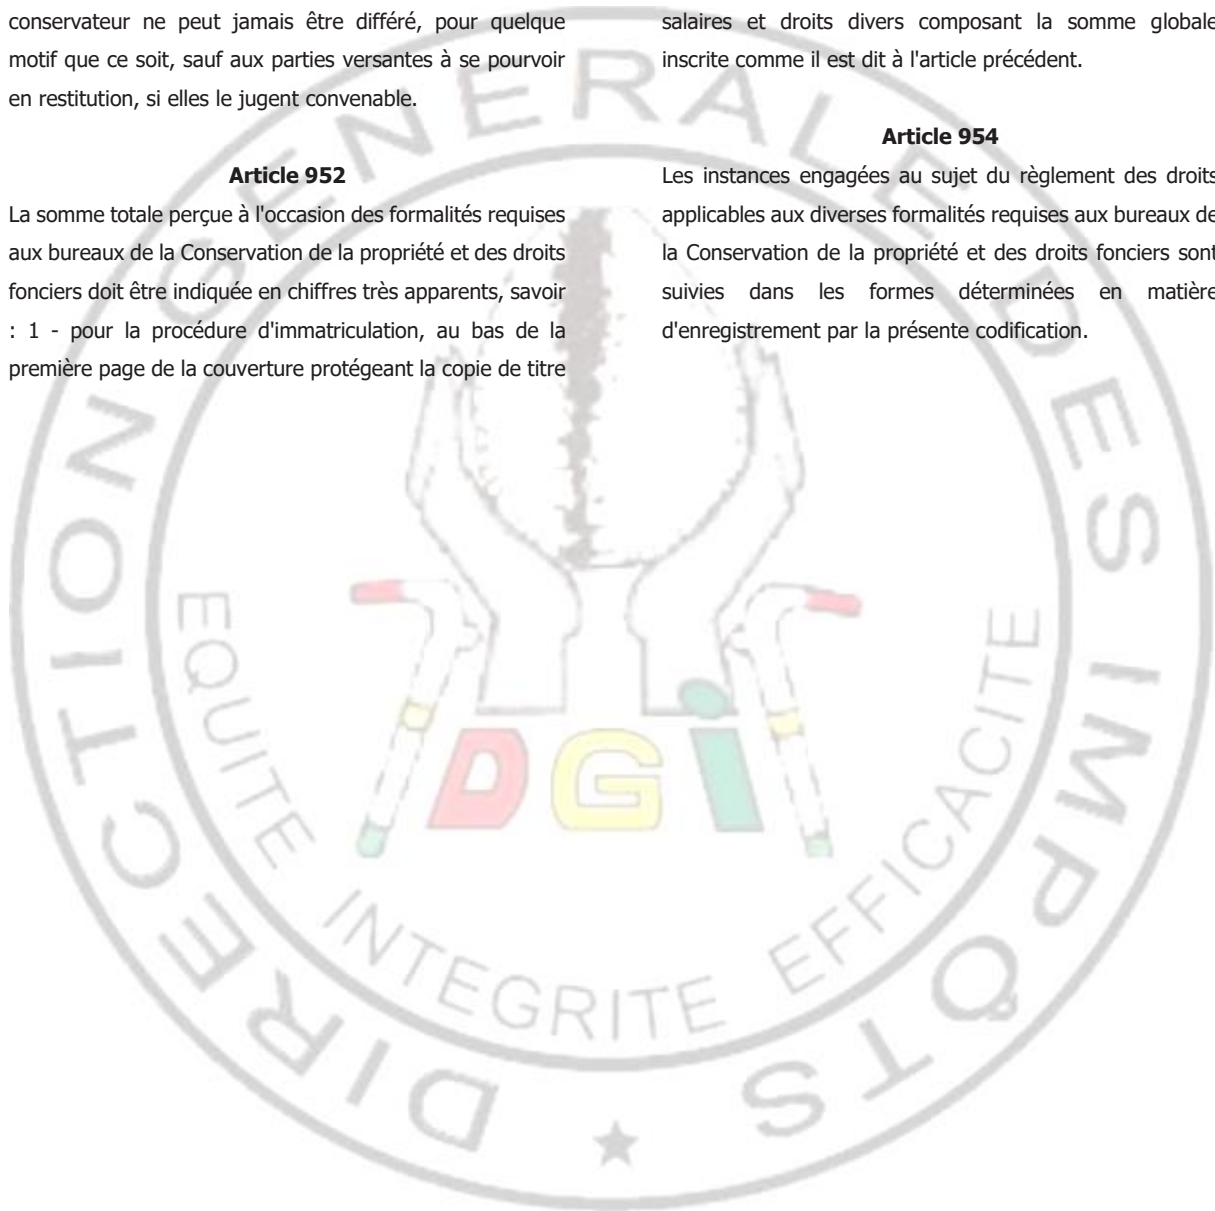 conservateur ne peut jamais être différé, pour quelque
motif que ce soit, sauf aux parties versantes à se pourvoir
en restitution, si elles le jugent convenable.
Article 952
La somme totale perçue à l'occasion des formalités requises
aux bureaux de la Conservation de la propriété et des droits
fonciers doit être indiquée en chiffres très apparents, savoir
: 1 - pour la procédure d'immatriculation, au bas de la
première page de la couverture protégeant la copie de titre
salaires et droits divers composant la somme globale
inscrite comme il est dit à l'article précédent.
Article 954
Les instances engagées au sujet du règlement des droits
applicables aux diverses formalités requises aux bureaux de
la Conservation de la propriété et des droits fonciers sont
suivies dans les formes déterminées en matière
d'enregistrement par la présente codification.
DIRECTION GENERALE DES IMPÔTS
EQUITE INTEGRITE EFFICACITE
DGI